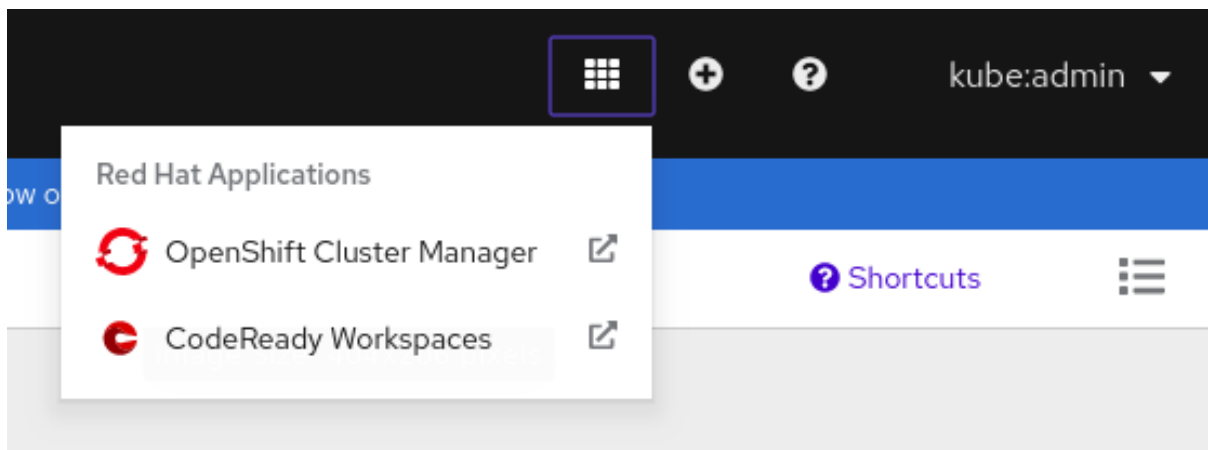 kube:admin
Red Hat Applications
ow o
OpenShift Cluster Manager
Shortcuts
CodeReady Workspaces